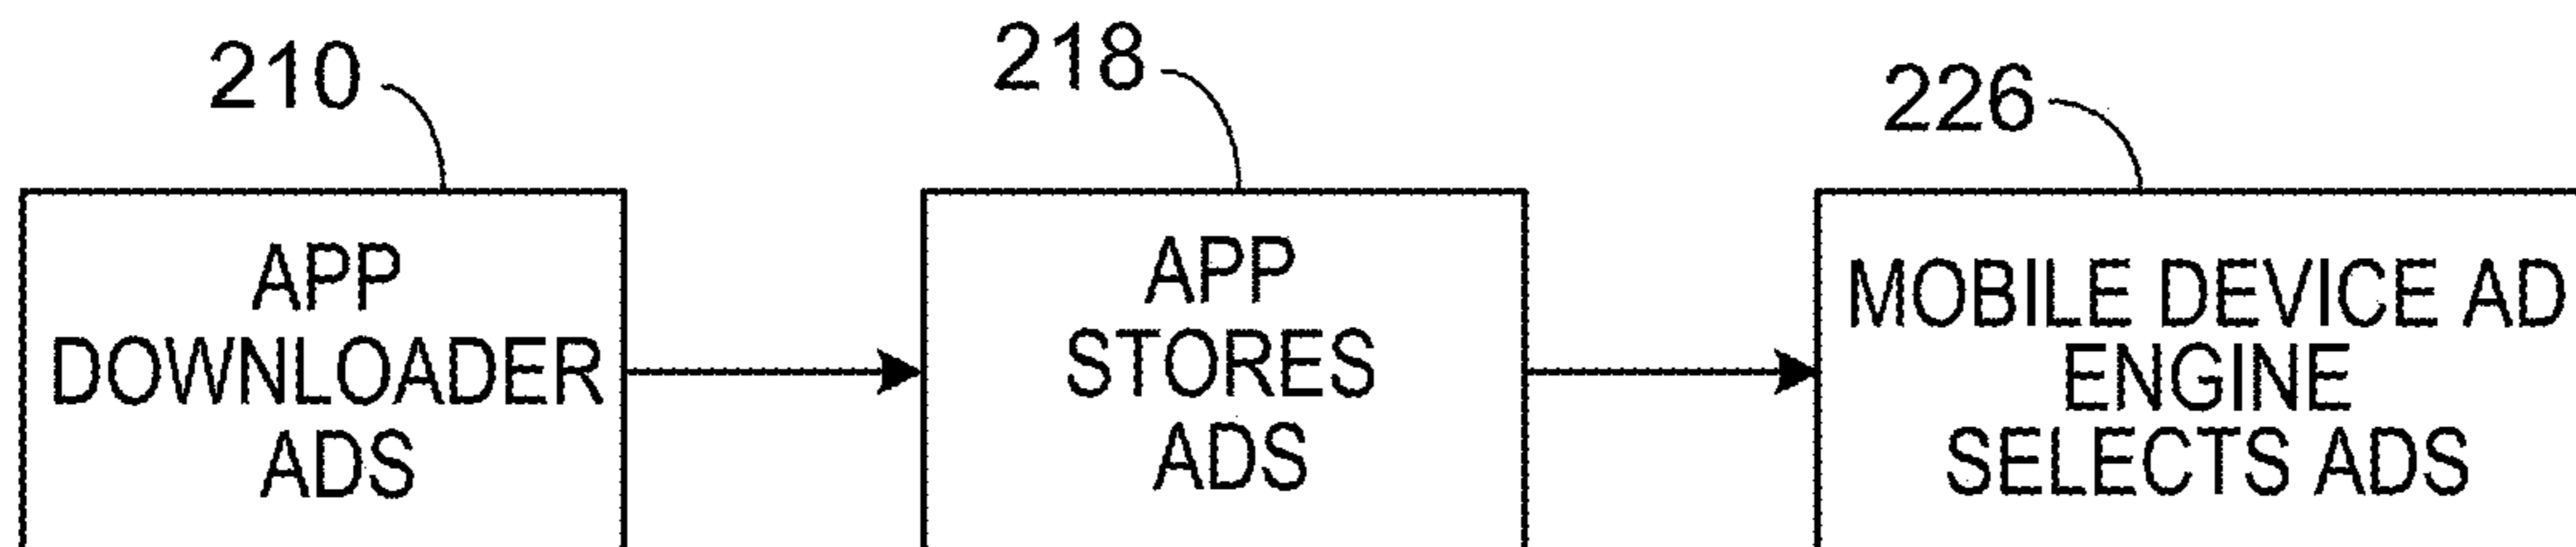 210
218
226
APP
DOWNLOADER
ADS
APP
STORES
ADS
MOBILE DEVICE AD
ENGINE
SELECTS ADS